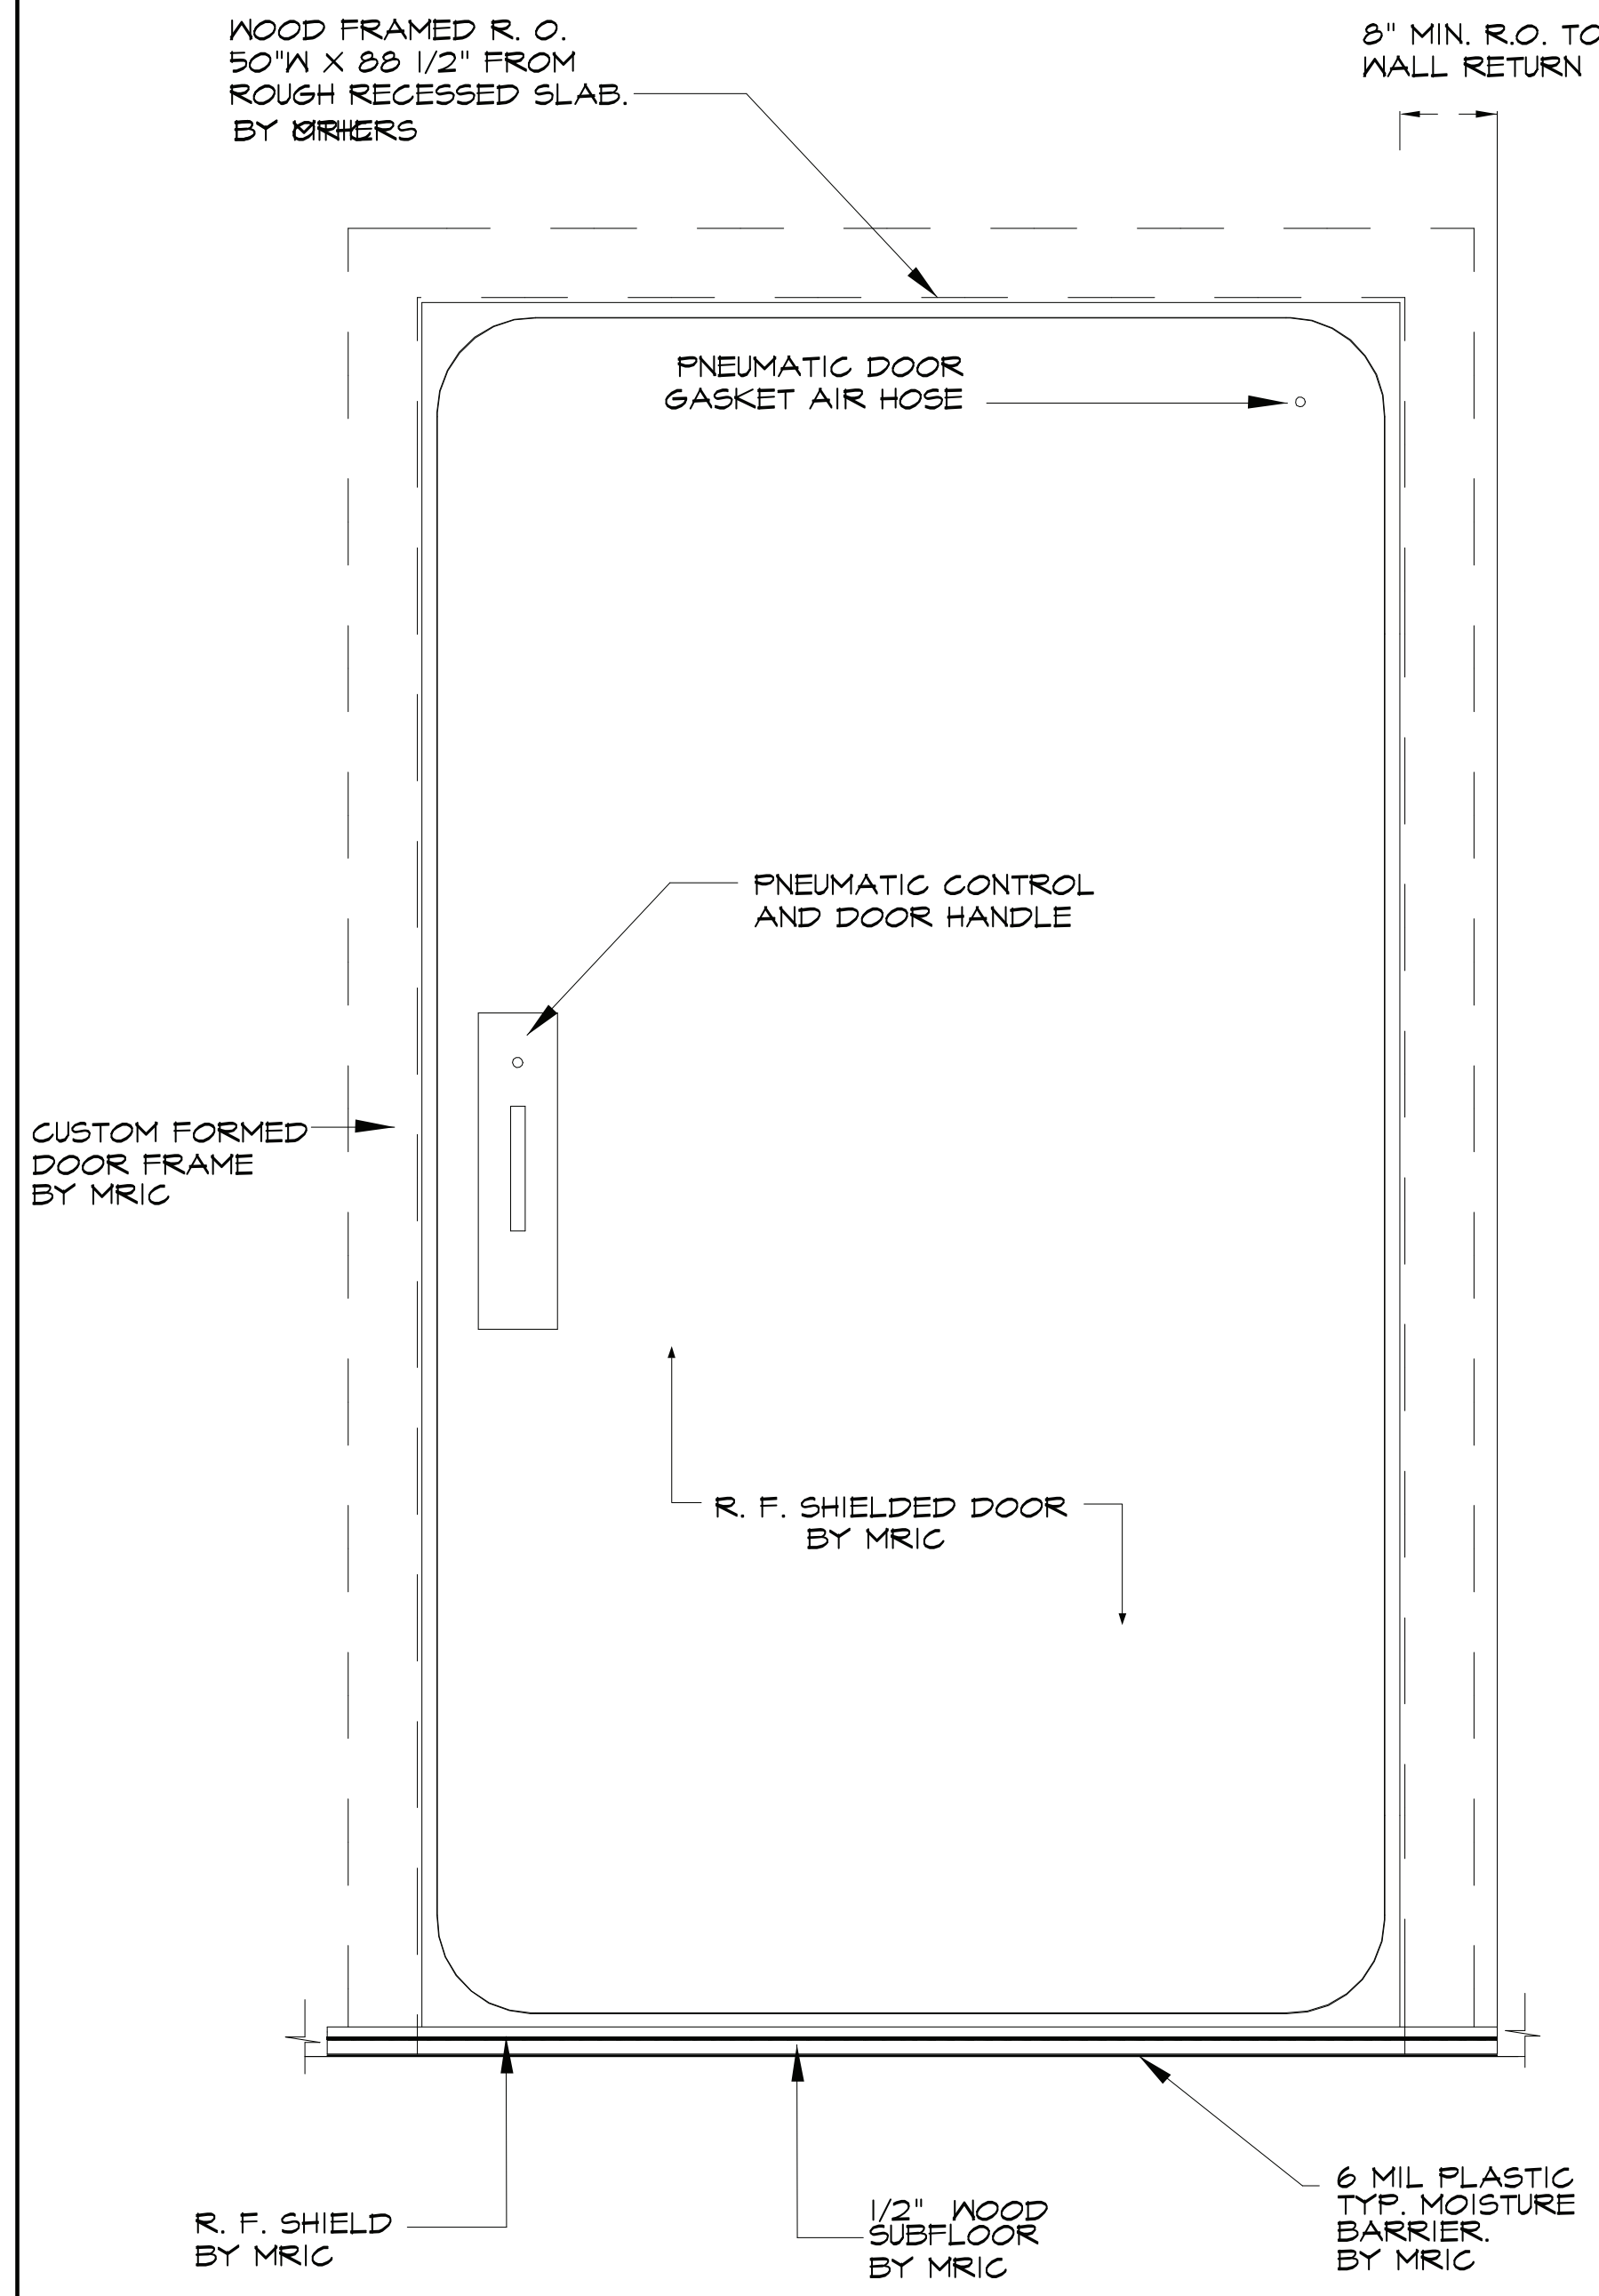 WOOD FRAMED R. O.
50"W X 88 1/2" FROM
ROUGH RECESSED SLAB.
BY
8" MIN. R.O. TO
WALL RETURN
PNEUMATIC DOOR
GASKET AIR HOSE
PNEUMATIC CONTROL
AND DOOR HANDLE
CUSTOM FORMED
DOOR FRAME
BY MRIC
R. F. SHIELDED DOOR
BY MRIC
R. F. SHIELD
BY MRIC
1/2" WOOD
SUBFLOOR
BY MRIC
6 MIL PLASTIC
TYP. MOISTURE
BARRIER.
BY MRIC